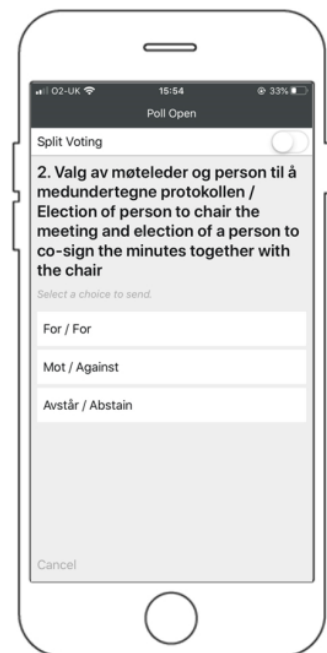 O2-UK 15:54 33%
Poll Open
Split Voting
2. Valg av møteleder og person til å
medundertegne protokollen /
Election of person to chair the
meeting and election of a person to
co-sign the minutes together with
the chair
Select a choice to send.
For / For
Mot / Against
Avstår / Abstain
Cancel